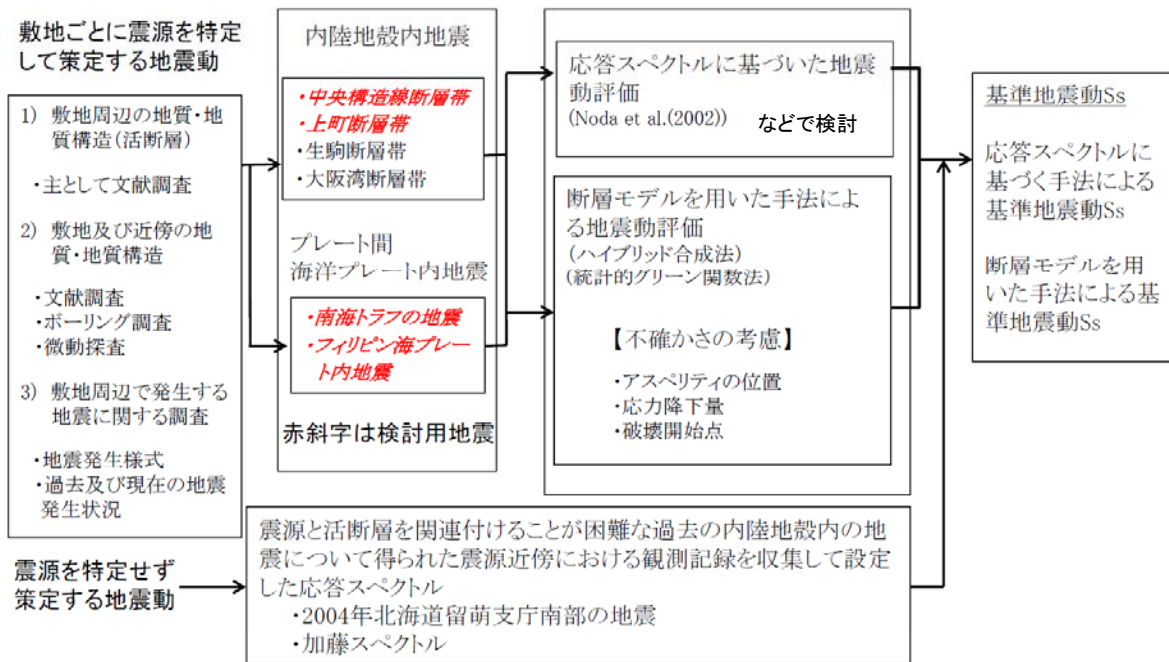 敷地ごとに震源を特定
して策定する地震動
1) 敷地周辺の地質・地
質構造(活断層)
・主として文献調査
2) 敷地及び近傍の地
質・地質構造
・文献調査
・ボーリング調査
・微動探査
3) 敷地周辺で発生する
地震に関する調査
・地震発生様式
・過去及び現在の地震
発生状況
内陸地殻内地震
・中央構造線断層帯
・上町断層帯
・生駒断層帯
・大阪湾断層帯
プレート間
海洋プレート内地震
・南海トラフの地震
・フィリピン海プレー
ト内地震
赤斜字は検討用地震
応答スペクトルに基づいた地震
動評価
(Noda et al.(2002)) などで検討
断層モデルを用いた手法によ
る地震動評価
(ハイブリッド合成法)
(統計的グリーン関数法)
【不確かさの考慮】
・アスペリティの位置
・応力降下量
・破壊開始点
基準地震動Ss
応答スペクトルに
基づく手法による
基準地震動Ss
断層モデルを用
いた手法による基
準地震動Ss
震源を特定せず
策定する地震動
震源と活断層を関連付けることが困難な過去の内陸地殻内の地
震について得られた震源近傍における観測記録を収集して設定
した応答スペクトル
・2004年北海道留萌支庁南部の地震
・加藤スペクトル